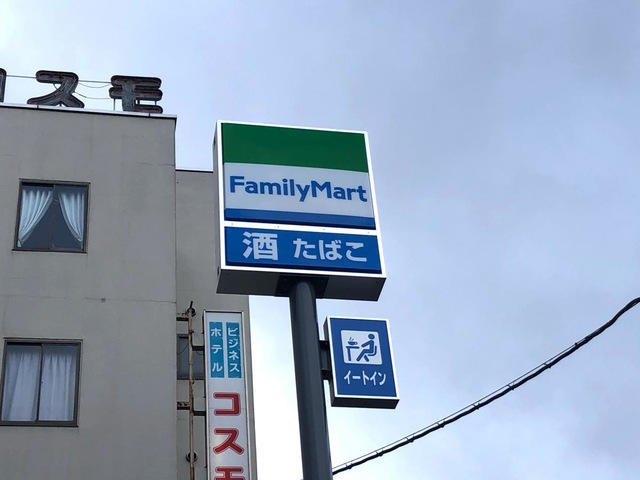 コスモ
FamilyMart
酒 たばこ
イートイン
ビジネス
ホテル
コスモ